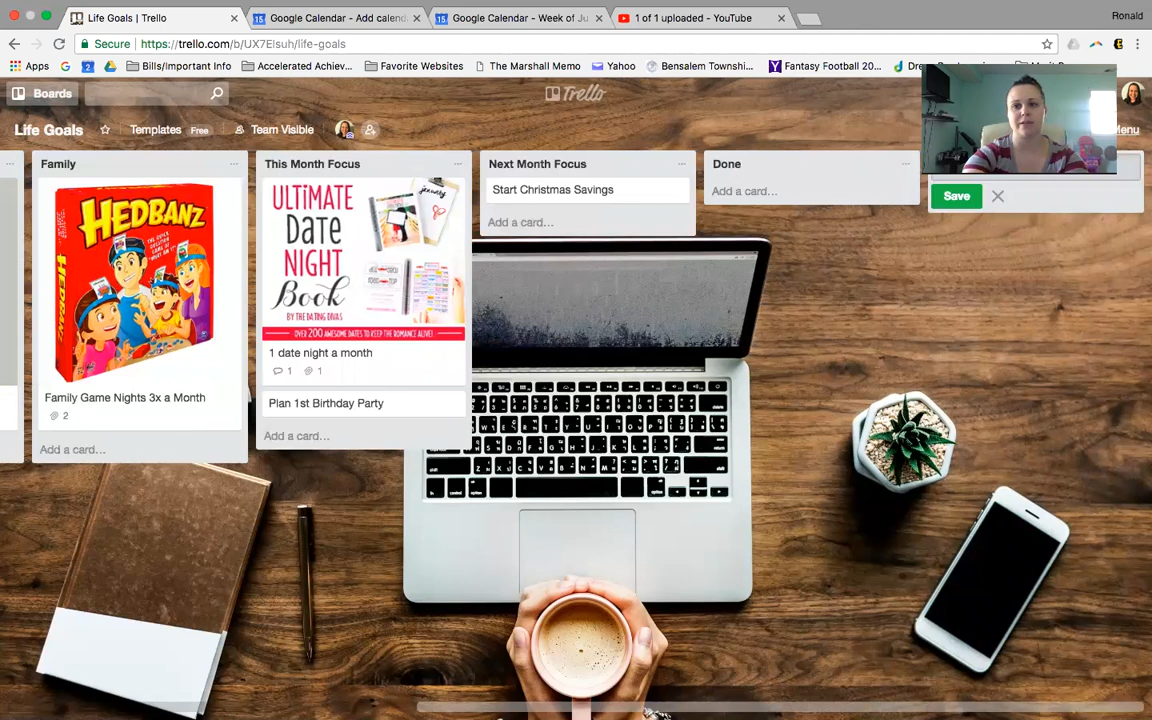 Life Goals | Trello
Google Calendar - Add calend
Google Calendar - Week of Ju
1 of 1 uploaded - YouTube
Ronald
Secure
https://trello.com/b/UX7Elsuh/life-goals
Apps
Bills/Important Info
Accelerated Achiev...
Favorite Websites
The Marshall Memo
Yahoo
Bensalem Townshi...
Fantasy Football 20...
Boards
Trello
Life Goals
Templates
Free
Team Visible
Menu
Family
HEDBANZ
Family Game Nights 3x a Month
2
Add a card...
This Month Focus
ULTIMATE
Date
NIGHT
Book
BY THE DATING DIVAS
OVER 200 AWESOME DATES TO KEEP THE ROMANCE ALIVE!
1 date night a month
1
1
Plan 1st Birthday Party
Add a card...
Next Month Focus
Start Christmas Savings
Add a card...
Done
Add a card...
Save